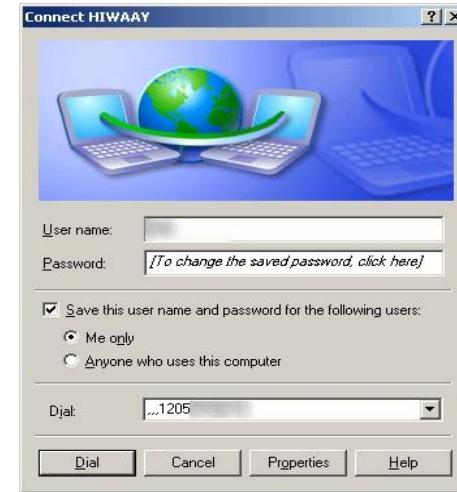 Connect HIWAAY
User name:
Password: [To change the saved password, click here]
Save this user name and password for the following users:
Me only
Anyone who uses this computer
Dial: ,,,1205
Dial Cancel Properties Help